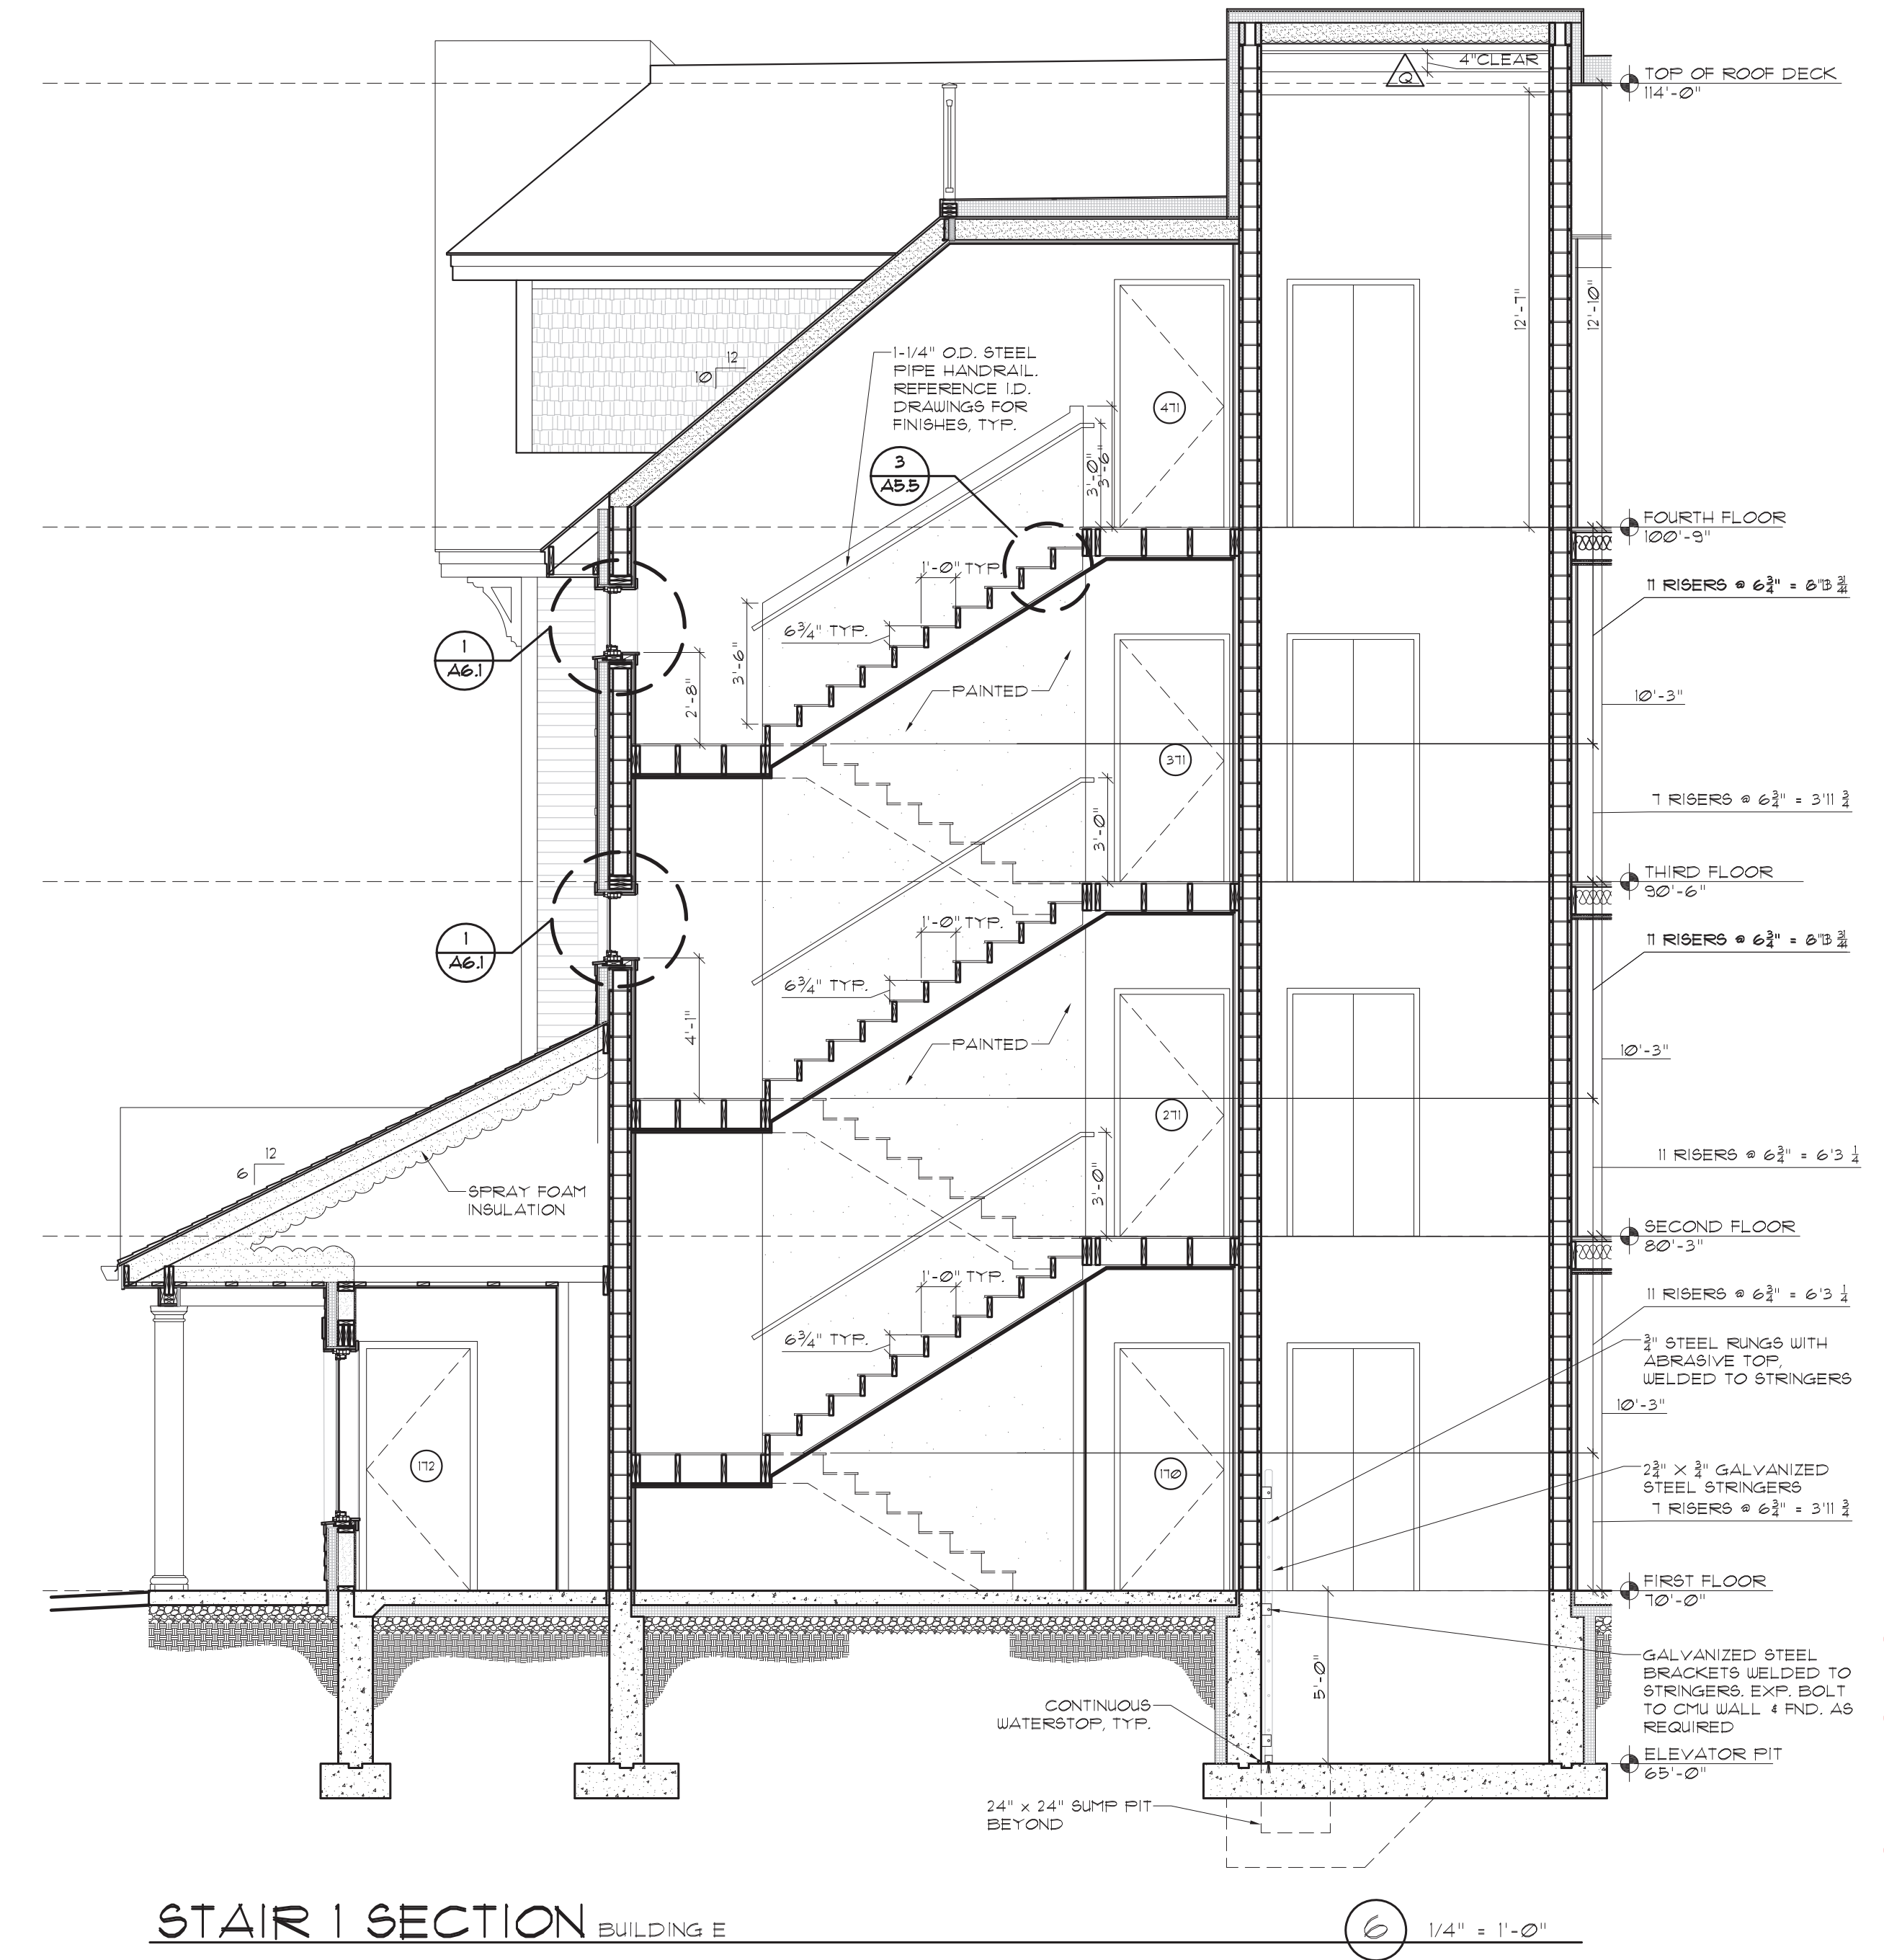 4"CLEAR
Q
TOP OF ROOF DECK
114'-0"
12'-7"
12'-10"
12
10
1-1/4" O.D. STEEL
PIPE HANDRAIL.
REFERENCE I.D.
DRAWINGS FOR
FINISHES, TYP.
471
3
A5.5
3'-0"
3'-6"
FOURTH FLOOR
100'-9"
1'-0" TYP.
6¾" TYP.
3'-6"
2'-8"
1
A6.1
PAINTED
11 RISERS @ 6¾" =
10'-3"
371
7 RISERS @ 6¾" = 3'11 ¾
3'-0"
THIRD FLOOR
90'-6"
1
A6.1
1'-0" TYP.
6¾" TYP.
4'-1"
PAINTED
11 RISERS @ 6¾" =
10'-3"
271
12
6
SPRAY FOAM
INSULATION
11 RISERS @ 6¾" = 6'3 ¼
3'-0"
SECOND FLOOR
80'-3"
1'-0" TYP.
6¾" TYP.
11 RISERS @ 6¾" = 6'3 ¼
¾" STEEL RUNGS WITH
ABRASIVE TOP,
WELDED TO STRINGERS
10'-3"
172
170
2¾" X ¾" GALVANIZED
STEEL STRINGERS
7 RISERS @ 6¾" = 3'11 ¾
FIRST FLOOR
70'-0"
5'-0"
GALVANIZED STEEL
BRACKETS WELDED TO
STRINGERS. EXP. BOLT
TO CMU WALL & FND. AS
REQUIRED
CONTINUOUS
WATERSTOP, TYP.
ELEVATOR PIT
65'-0"
24" x 24" SUMP PIT
BEYOND
STAIR 1 SECTION BUILDING E
6
1/4" = 1'-0"